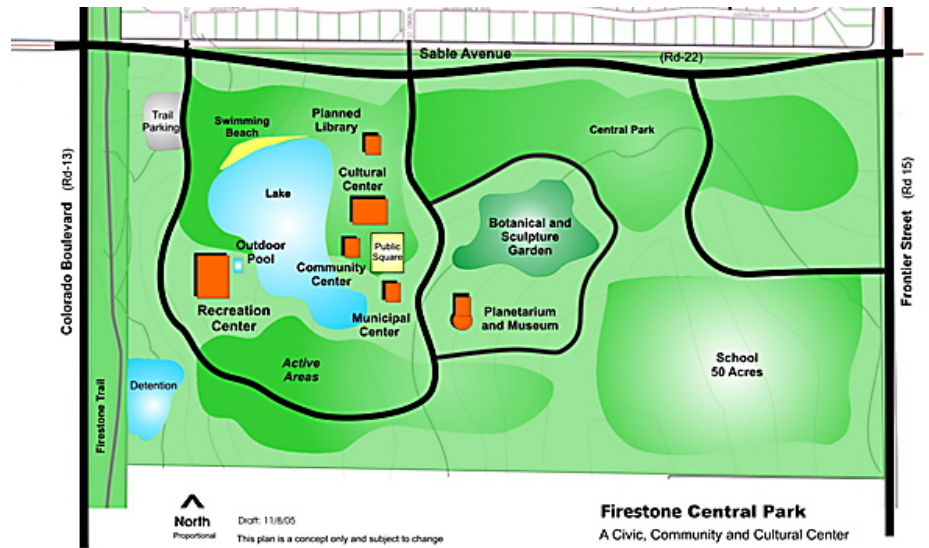 Sable Avenue
(Rd-22)
Trail
Parking
Swimming
Beach
Planned
Library
Central Park
Colorado Boulevard (Rd-13)
Frontier Street (Rd 15)
Cultural
Center
Lake
Botanical and
Sculpture
Garden
Outdoor
Pool
Public
Square
Community
Center
Recreation
Center
Municipal
Center
Planetarium
and Museum
Active
Areas
School
50 Acres
Detention
Firestone Trail
North
Proportional
Draft: 11/8/05
This plan is a concept only and subject to change
Firestone Central Park
A Civic, Community and Cultural Center